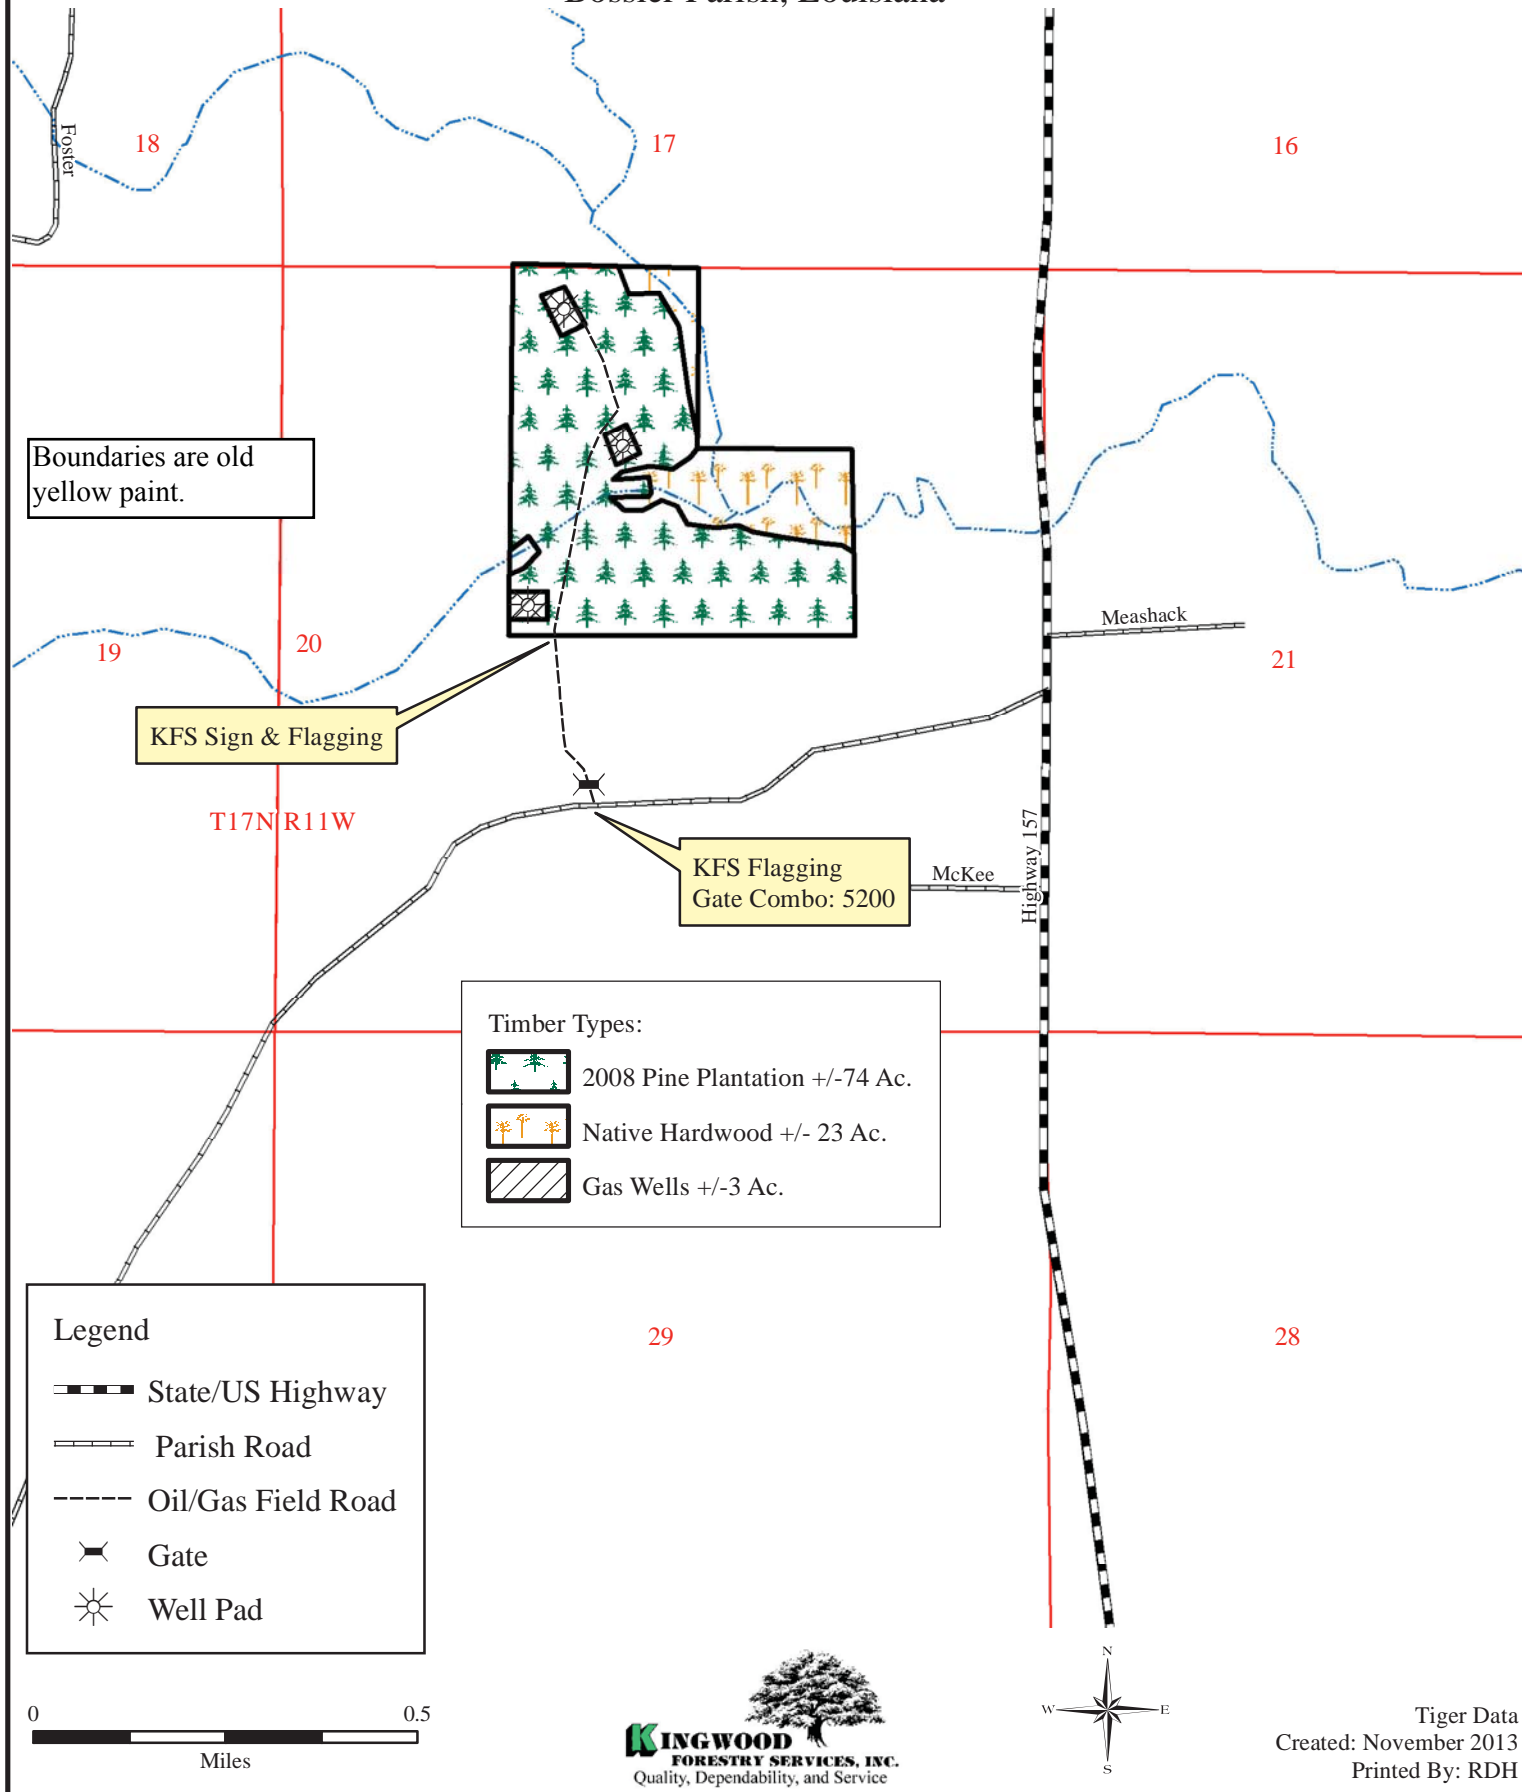 Bossier Parish, Louisiana
Foster
18
17
16
Boundaries are old
yellow paint.
19
20
Meashack
21
KFS Sign & Flagging
T17N R11W
KFS Flagging
Gate Combo: 5200
McKee
Highway 157
Timber Types:
2008 Pine Plantation +/-74 Ac.
Native Hardwood +/- 23 Ac.
Gas Wells +/-3 Ac.
29
28
Legend
State/US Highway
Parish Road
Oil/Gas Field Road
Gate
Well Pad
0 0.5
Miles
KINGWOOD
FORESTRY SERVICES, INC.
Quality, Dependability, and Service
N
W E
S
Tiger Data
Created: November 2013
Printed By: RDH